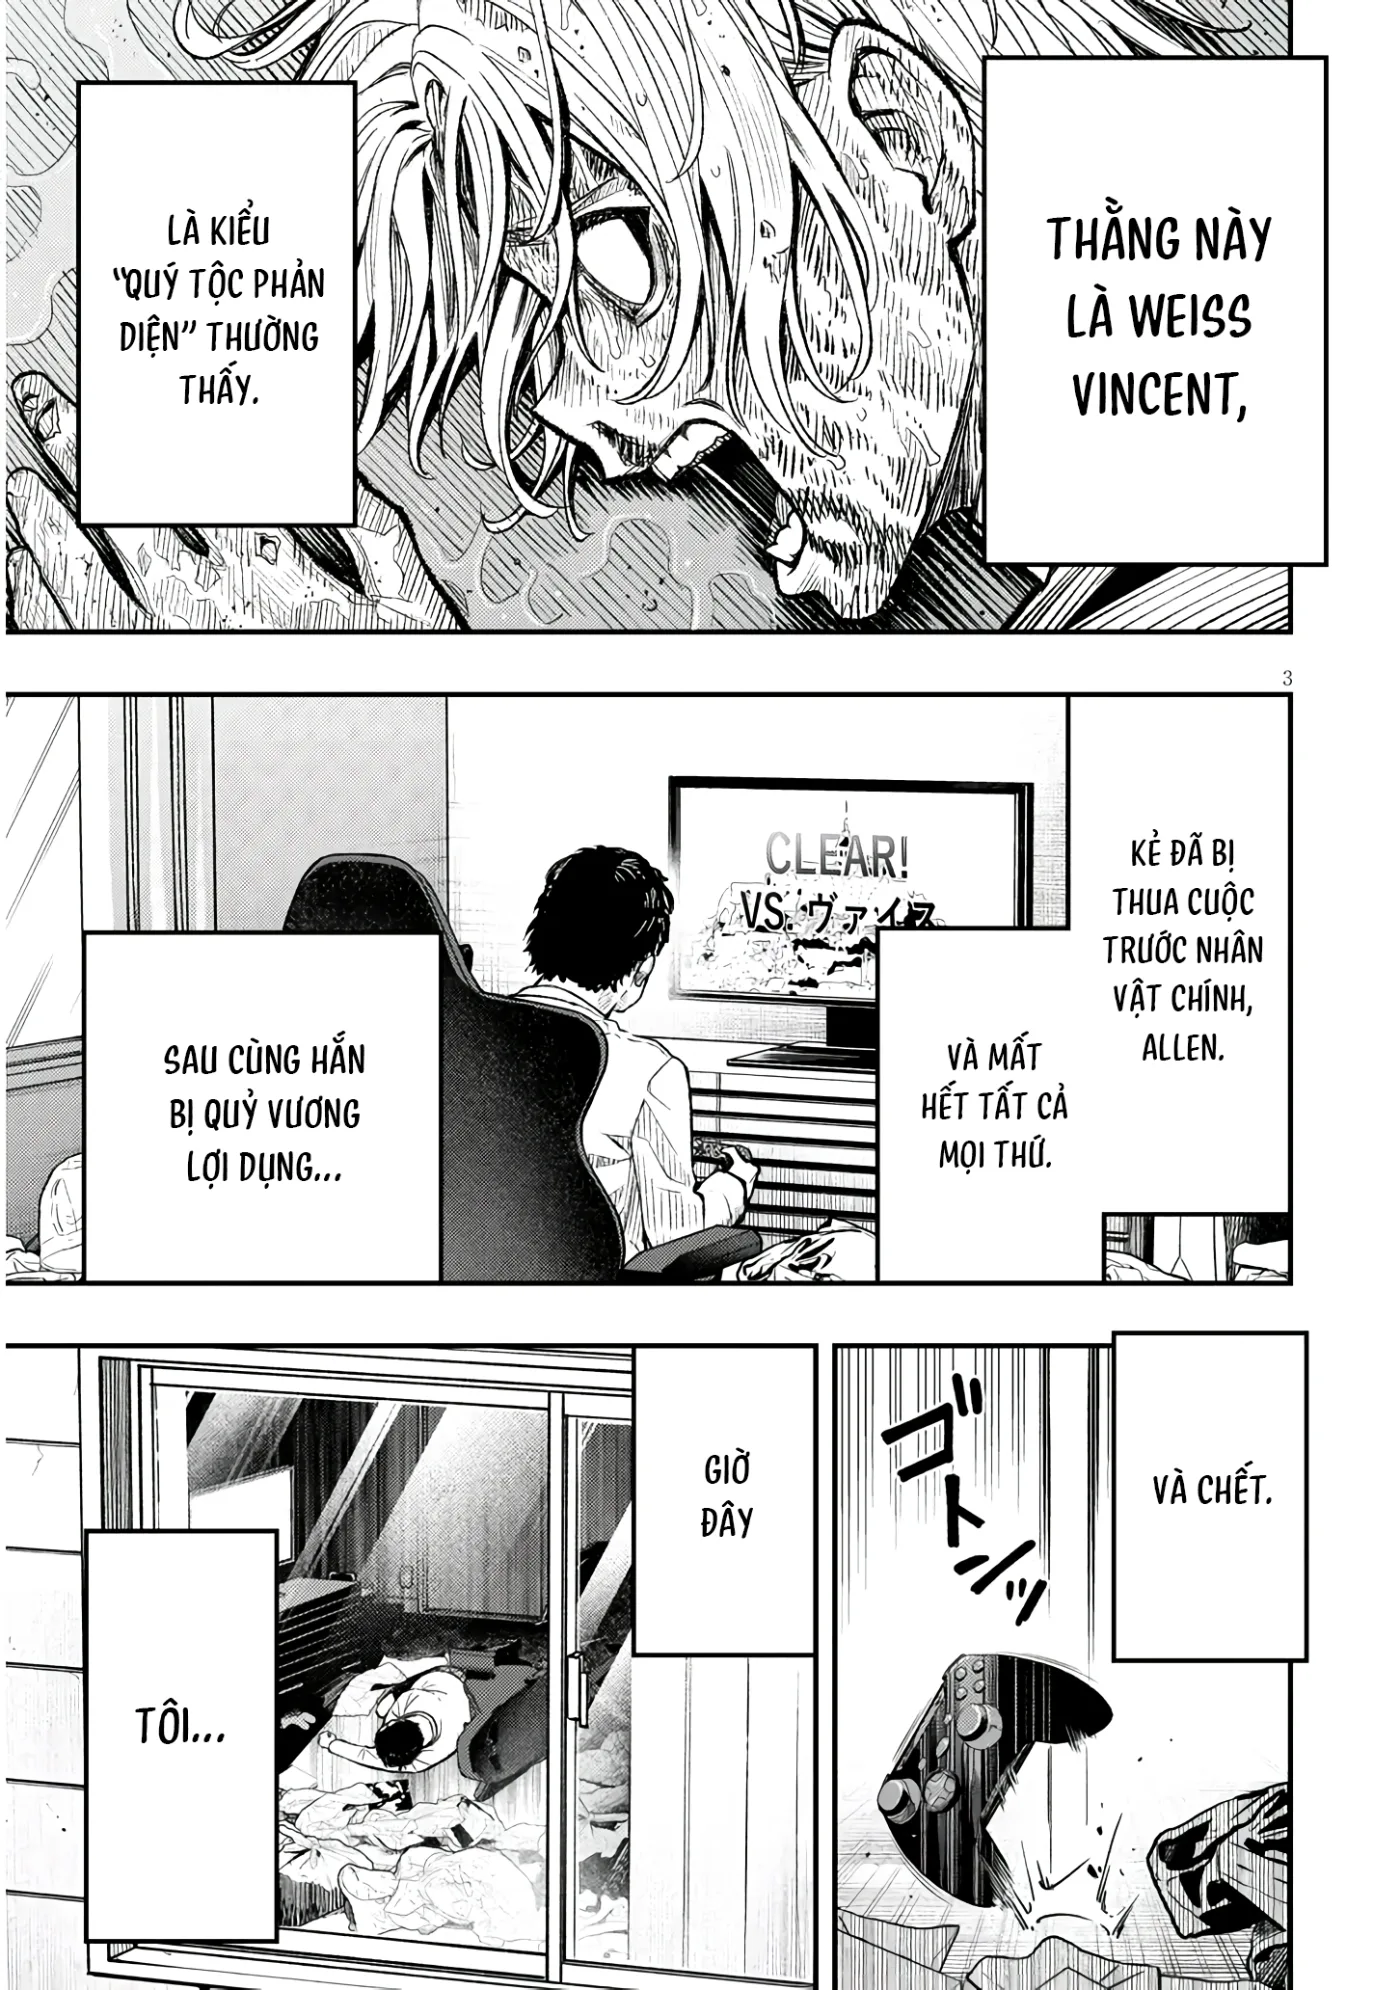 THẰNG NÀY
LÀ WEISS
VINCENT,
LÀ KIỂU
“QUÝ TỘC PHẢN
DIỆN” THƯỜNG
THẤY.
3
KẺ ĐÃ BỊ
THUA CUỘC
TRƯỚC NHÂN
VẬT CHÍNH,
ALLEN.
CLEAR!
VS. ヴァイス
VÀ MẤT
HẾT TẤT CẢ
MỌI THỨ.
SAU CÙNG HẮN
BỊ QUỶ VƯƠNG
LỢI DỤNG...
VÀ CHẾT.
ゴトンッ
GIỜ
ĐÂY
TÔI...